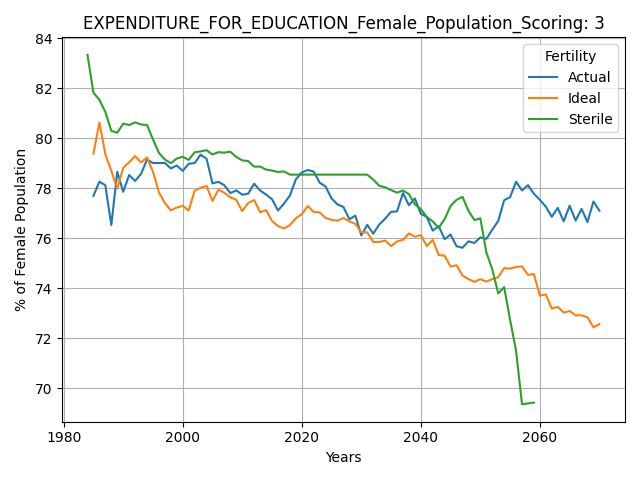 EXPENDITURE_FOR_EDUCATION_Female_Population_Scoring: 3
% of Female Population
84
82
80
78
76
74
72
70
Fertility
Actual
Ideal
Sterile
1980
2000
2020
2040
2060
Years